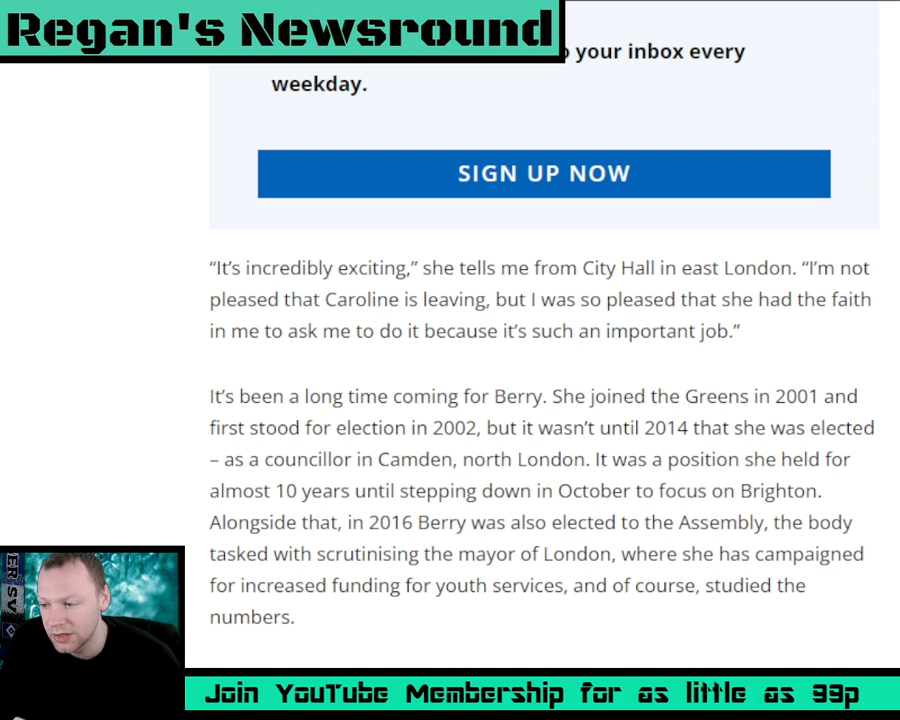 Regan's Newsround
your inbox every
weekday.
SIGN UP NOW
“It’s incredibly exciting,” she tells me from City Hall in east London. “I’m not
pleased that Caroline is leaving, but I was so pleased that she had the faith
in me to ask me to do it because it’s such an important job.”
It’s been a long time coming for Berry. She joined the Greens in 2001 and
first stood for election in 2002, but it wasn’t until 2014 that she was elected
– as a councillor in Camden, north London. It was a position she held for
almost 10 years until stepping down in October to focus on Brighton.
Alongside that, in 2016 Berry was also elected to the Assembly, the body
tasked with scrutinising the mayor of London, where she has campaigned
for increased funding for youth services, and of course, studied the
numbers.
Join YouTube Membership for as little as 99p